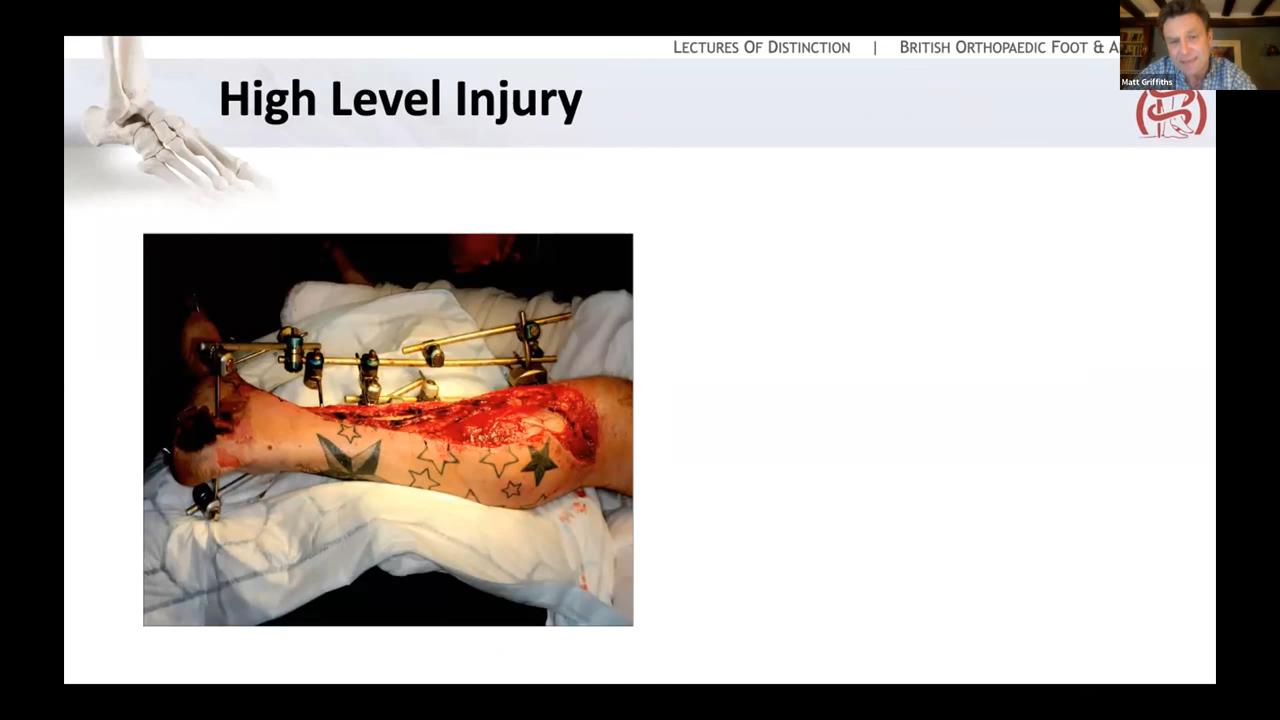 LECTURES OF DISTINCTION | BRITISH ORTHOPAEDIC FOOT & A
Matt Griffiths
High Level Injury